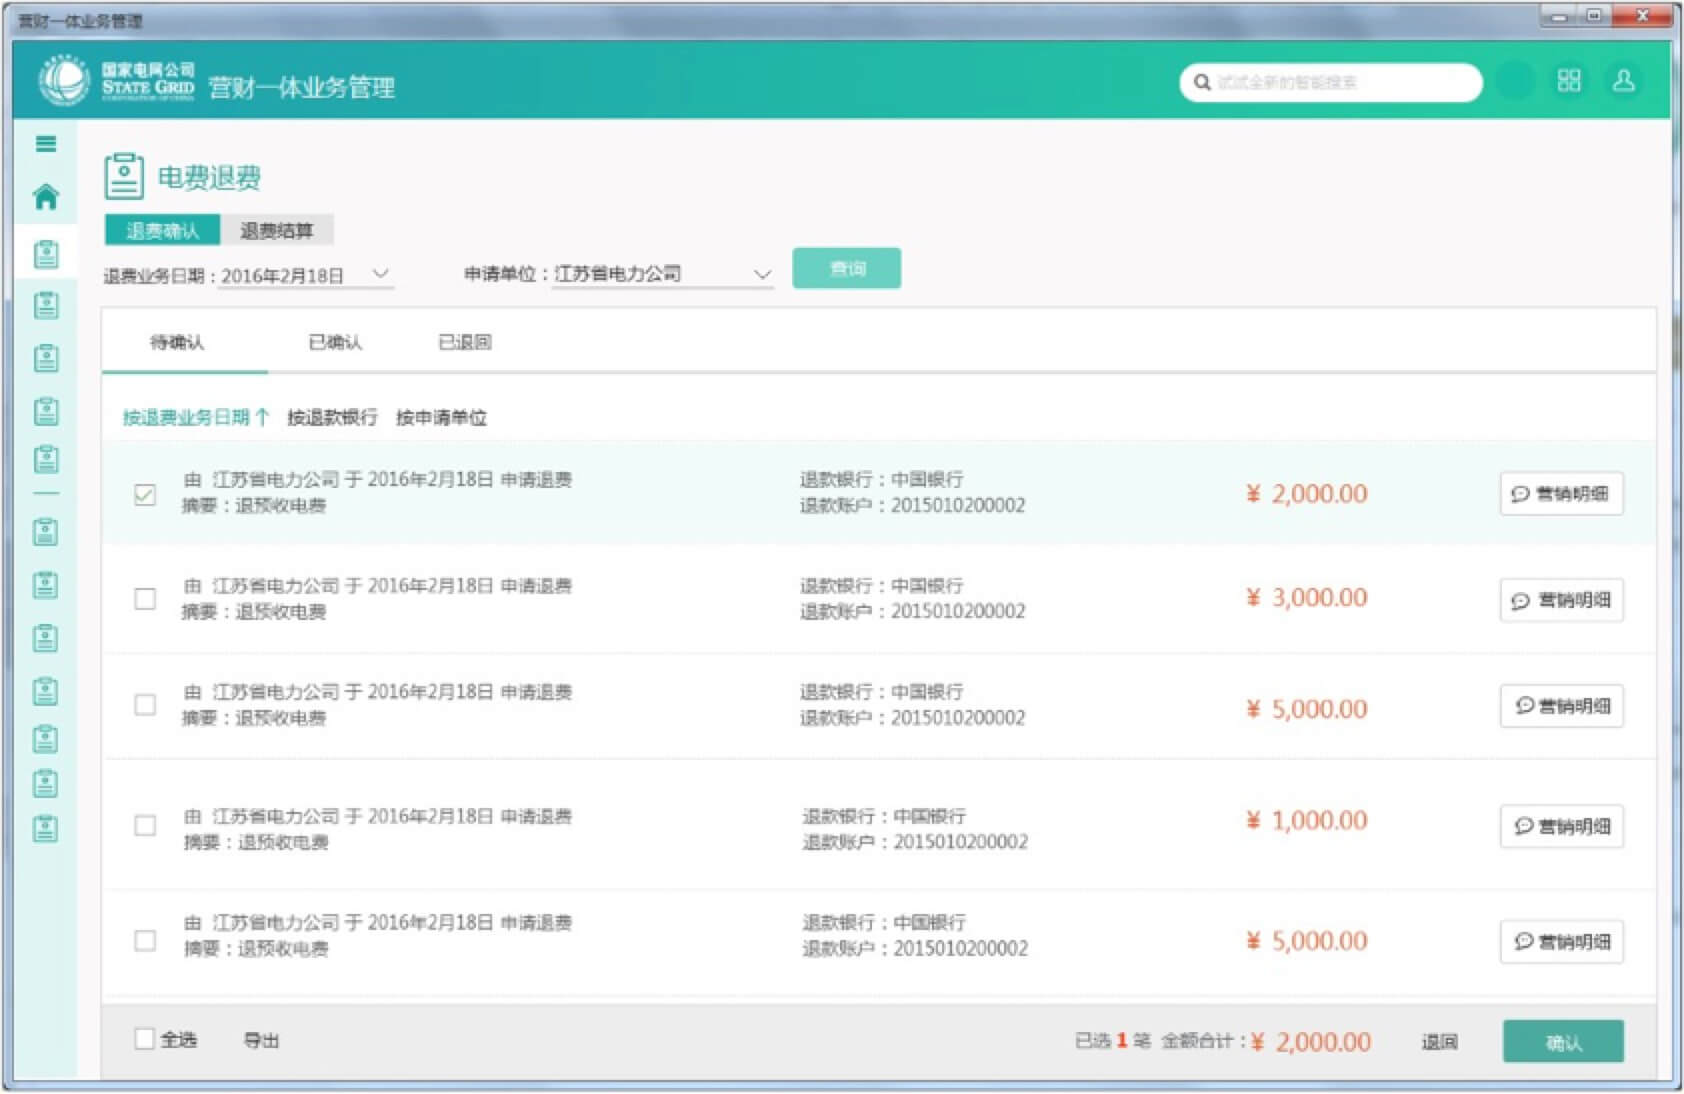 营财一体业务管理
国家电网公司
STATE GRID
CORPORATION OF CHINA
营财一体业务管理
试试全新的智能搜索
电费退费
退费确认 退费结算
退费业务日期：2016年2月18日 申请单位：江苏省电力公司 查询
待确认 已确认 已退回
按退费业务日期↑ 按退款银行 按申请单位
由 江苏省电力公司 于 2016年2月18日 申请退费 退款银行：中国银行
摘要：退预收电费 退款账户：2015010200002
¥ 2,000.00 营销明细
由 江苏省电力公司 于 2016年2月18日 申请退费 退款银行：中国银行
摘要：退预收电费 退款账户：2015010200002
¥ 3,000.00 营销明细
由 江苏省电力公司 于 2016年2月18日 申请退费 退款银行：中国银行
摘要：退预收电费 退款账户：2015010200002
¥ 5,000.00 营销明细
由 江苏省电力公司 于 2016年2月18日 申请退费 退款银行：中国银行
摘要：退预收电费 退款账户：2015010200002
¥ 1,000.00 营销明细
由 江苏省电力公司 于 2016年2月18日 申请退费 退款银行：中国银行
摘要：退预收电费 退款账户：2015010200002
¥ 5,000.00 营销明细
全选 导出 已选 1 笔 金额合计：¥ 2,000.00 退回 确认